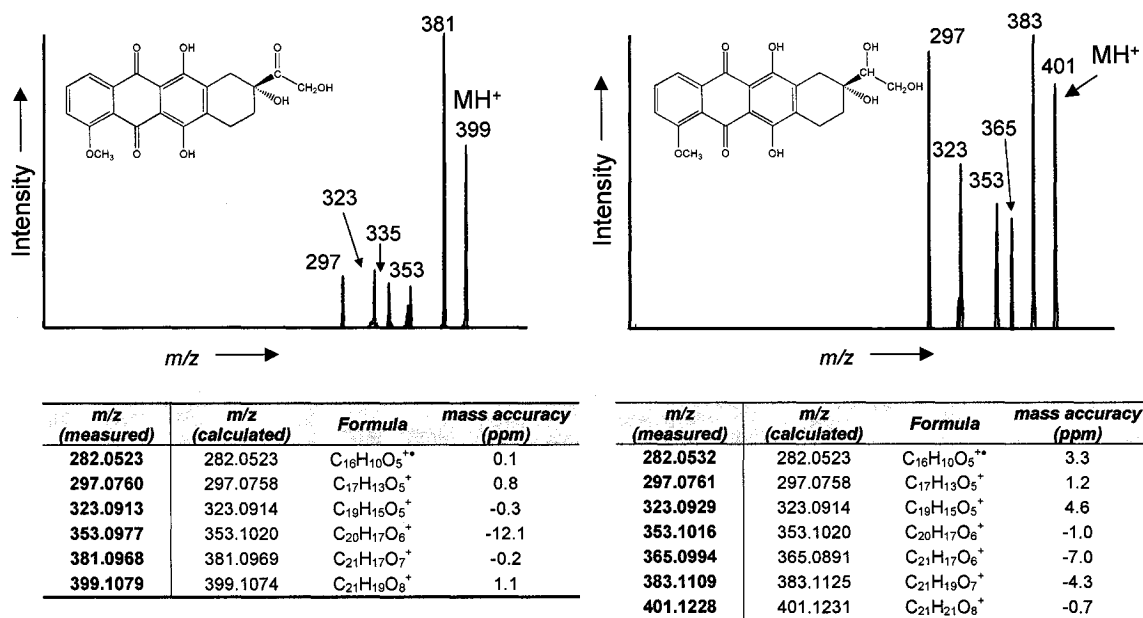 381
OH
O
OH
O
CH₂OH
OH
OCH₃
O
OH
MH⁺
399
323
335
297
353
Intensity
m/z
383
297
MH⁺
401
365
323
353
O
OH
OH
CH
CH₂OH
OH
OCH₃
O
OH
Intensity
m/z
m/z (measured) m/z (calculated) Formula mass accuracy (ppm)
282.0523 282.0523 C₁₆H₁₀O₅⁺• 0.1
297.0760 297.0758 C₁₇H₁₃O₅⁺ 0.8
323.0913 323.0914 C₁₉H₁₅O₅⁺ -0.3
353.0977 353.1020 C₂₀H₁₇O₆⁺ -12.1
381.0968 381.0969 C₂₁H₁₇O₇⁺ -0.2
399.1079 399.1074 C₂₁H₁₉O₈⁺ 1.1
m/z (measured) m/z (calculated) Formula mass accuracy (ppm)
282.0532 282.0523 C₁₆H₁₀O₅⁺• 3.3
297.0761 297.0758 C₁₇H₁₃O₅⁺ 1.2
323.0929 323.0914 C₁₉H₁₅O₅⁺ 4.6
353.1016 353.1020 C₂₀H₁₇O₆⁺ -1.0
365.0994 365.0891 C₂₁H₁₇O₆⁺ -7.0
383.1109 383.1125 C₂₁H₁₉O₇⁺ -4.3
401.1228 401.1231 C₂₁H₂₁O₈⁺ -0.7